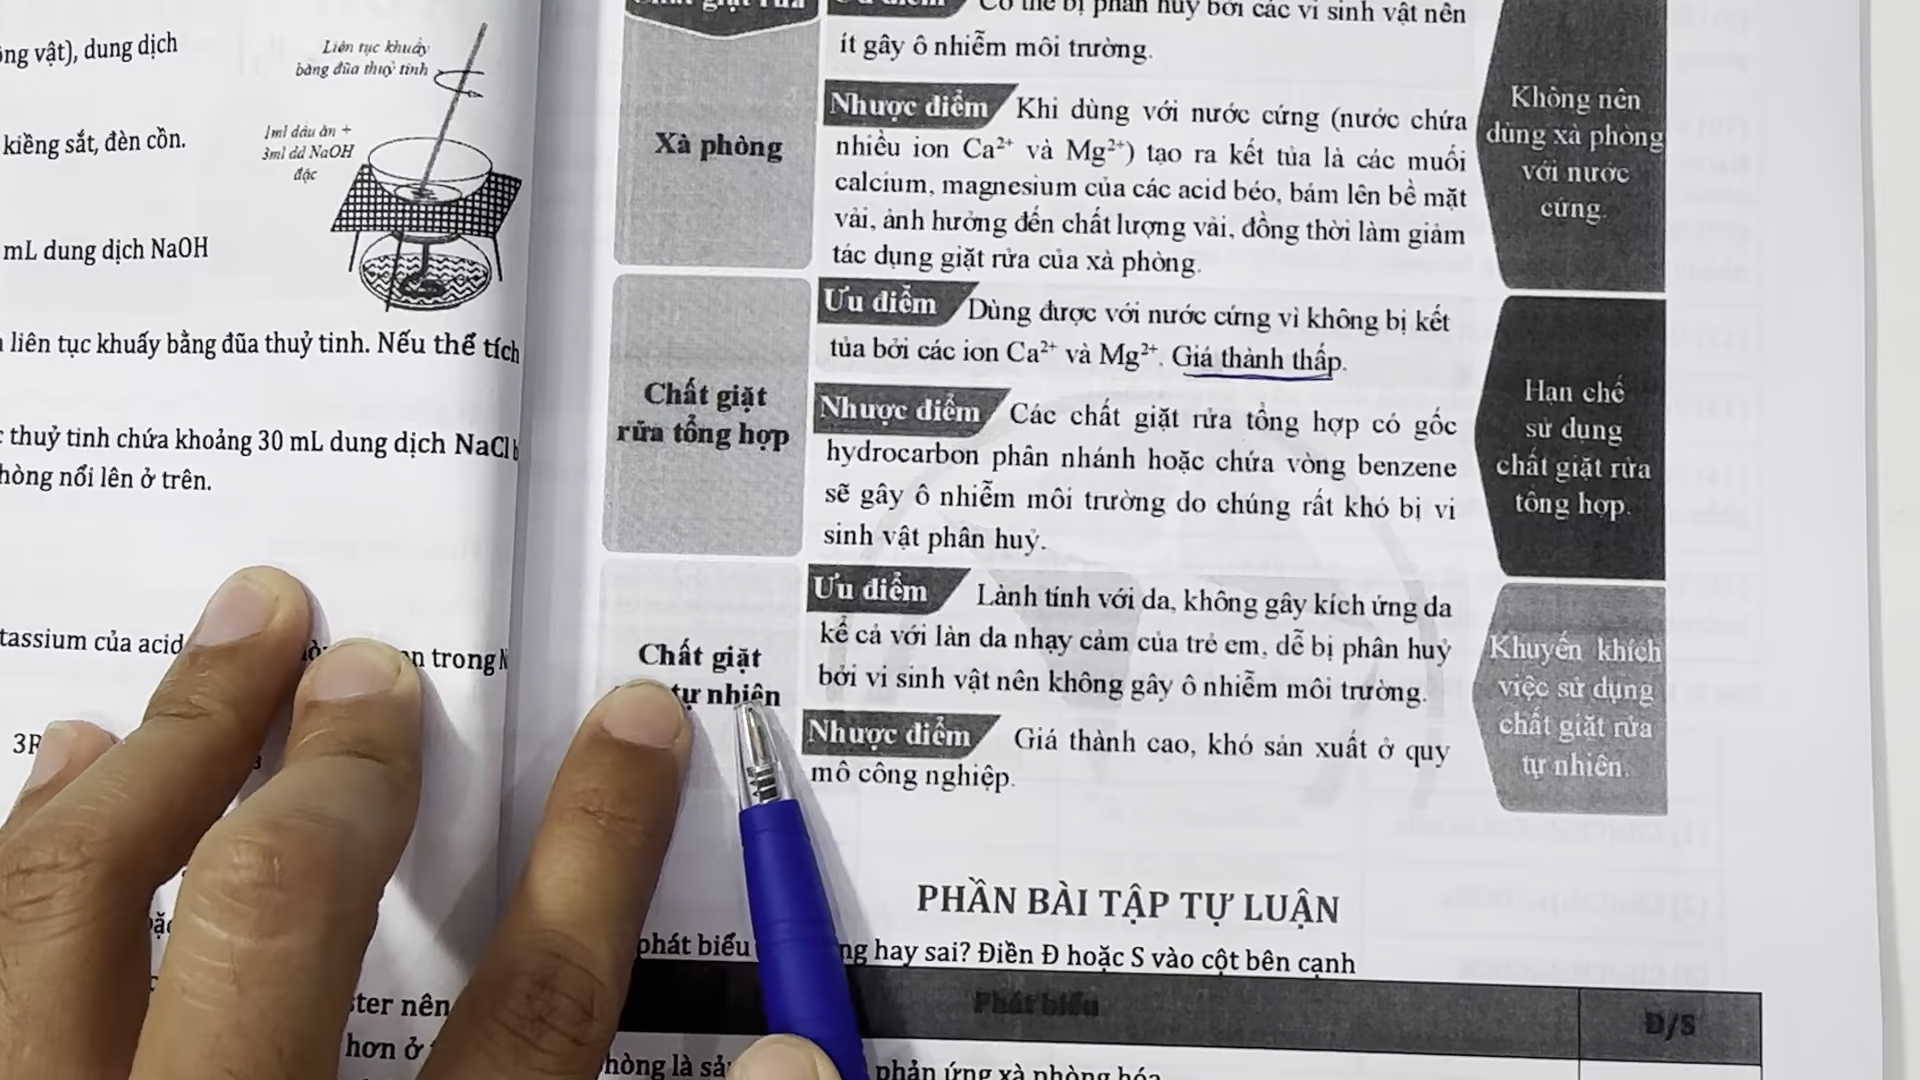 vật), dung dịch
kiềng sắt, đèn cồn.
mL dung dịch NaOH
liên tục khuấy bằng đũa thuỷ tinh. Nếu thể tích
thuỷ tinh chứa khoảng 30 mL dung dịch NaCl
nổi lên ở trên.
của acid
trong
ster nên
hơn ở
Liên tục khuấy
bằng đũa thuỷ tinh
1ml dầu ăn +
3ml dd NaOH
đặc
Chất giặt rửa
Ưu điểm Có thể bị phân huỷ bởi các vi sinh vật nên
ít gây ô nhiễm môi trường.
Xà phòng
Nhược điểm Khi dùng với nước cứng (nước chứa
nhiều ion Ca²⁺ và Mg²⁺) tạo ra kết tủa là các muối
calcium, magnesium của các acid béo, bám lên bề mặt
vải, ảnh hưởng đến chất lượng vải, đồng thời làm giảm
tác dụng giặt rửa của xà phòng.
Không nên
dùng xà phòng
với nước
cứng.
Chất giặt
rửa tổng hợp
Ưu điểm Dùng được với nước cứng vì không bị kết
tủa bởi các ion Ca²⁺ và Mg²⁺. Giá thành thấp.
Nhược điểm Các chất giặt rửa tổng hợp có gốc
hydrocarbon phân nhánh hoặc chứa vòng benzene
sẽ gây ô nhiễm môi trường do chúng rất khó bị vi
sinh vật phân huỷ.
Hạn chế
sử dụng
chất giặt rửa
tổng hợp.
Chất giặt
tự nhiên
Ưu điểm Lành tính với da, không gây kích ứng da
kể cả với làn da nhạy cảm của trẻ em, dễ bị phân huỷ
bởi vi sinh vật nên không gây ô nhiễm môi trường.
Nhược điểm Giá thành cao, khó sản xuất ở quy
mô công nghiệp.
Khuyến khích
việc sử dụng
chất giặt rửa
tự nhiên.
PHẦN BÀI TẬP TỰ LUẬN
phát biểu hay sai? Điền Đ hoặc S vào cột bên cạnh
Phát biểu
Đ/S
là phản ứng xà phòng hóa